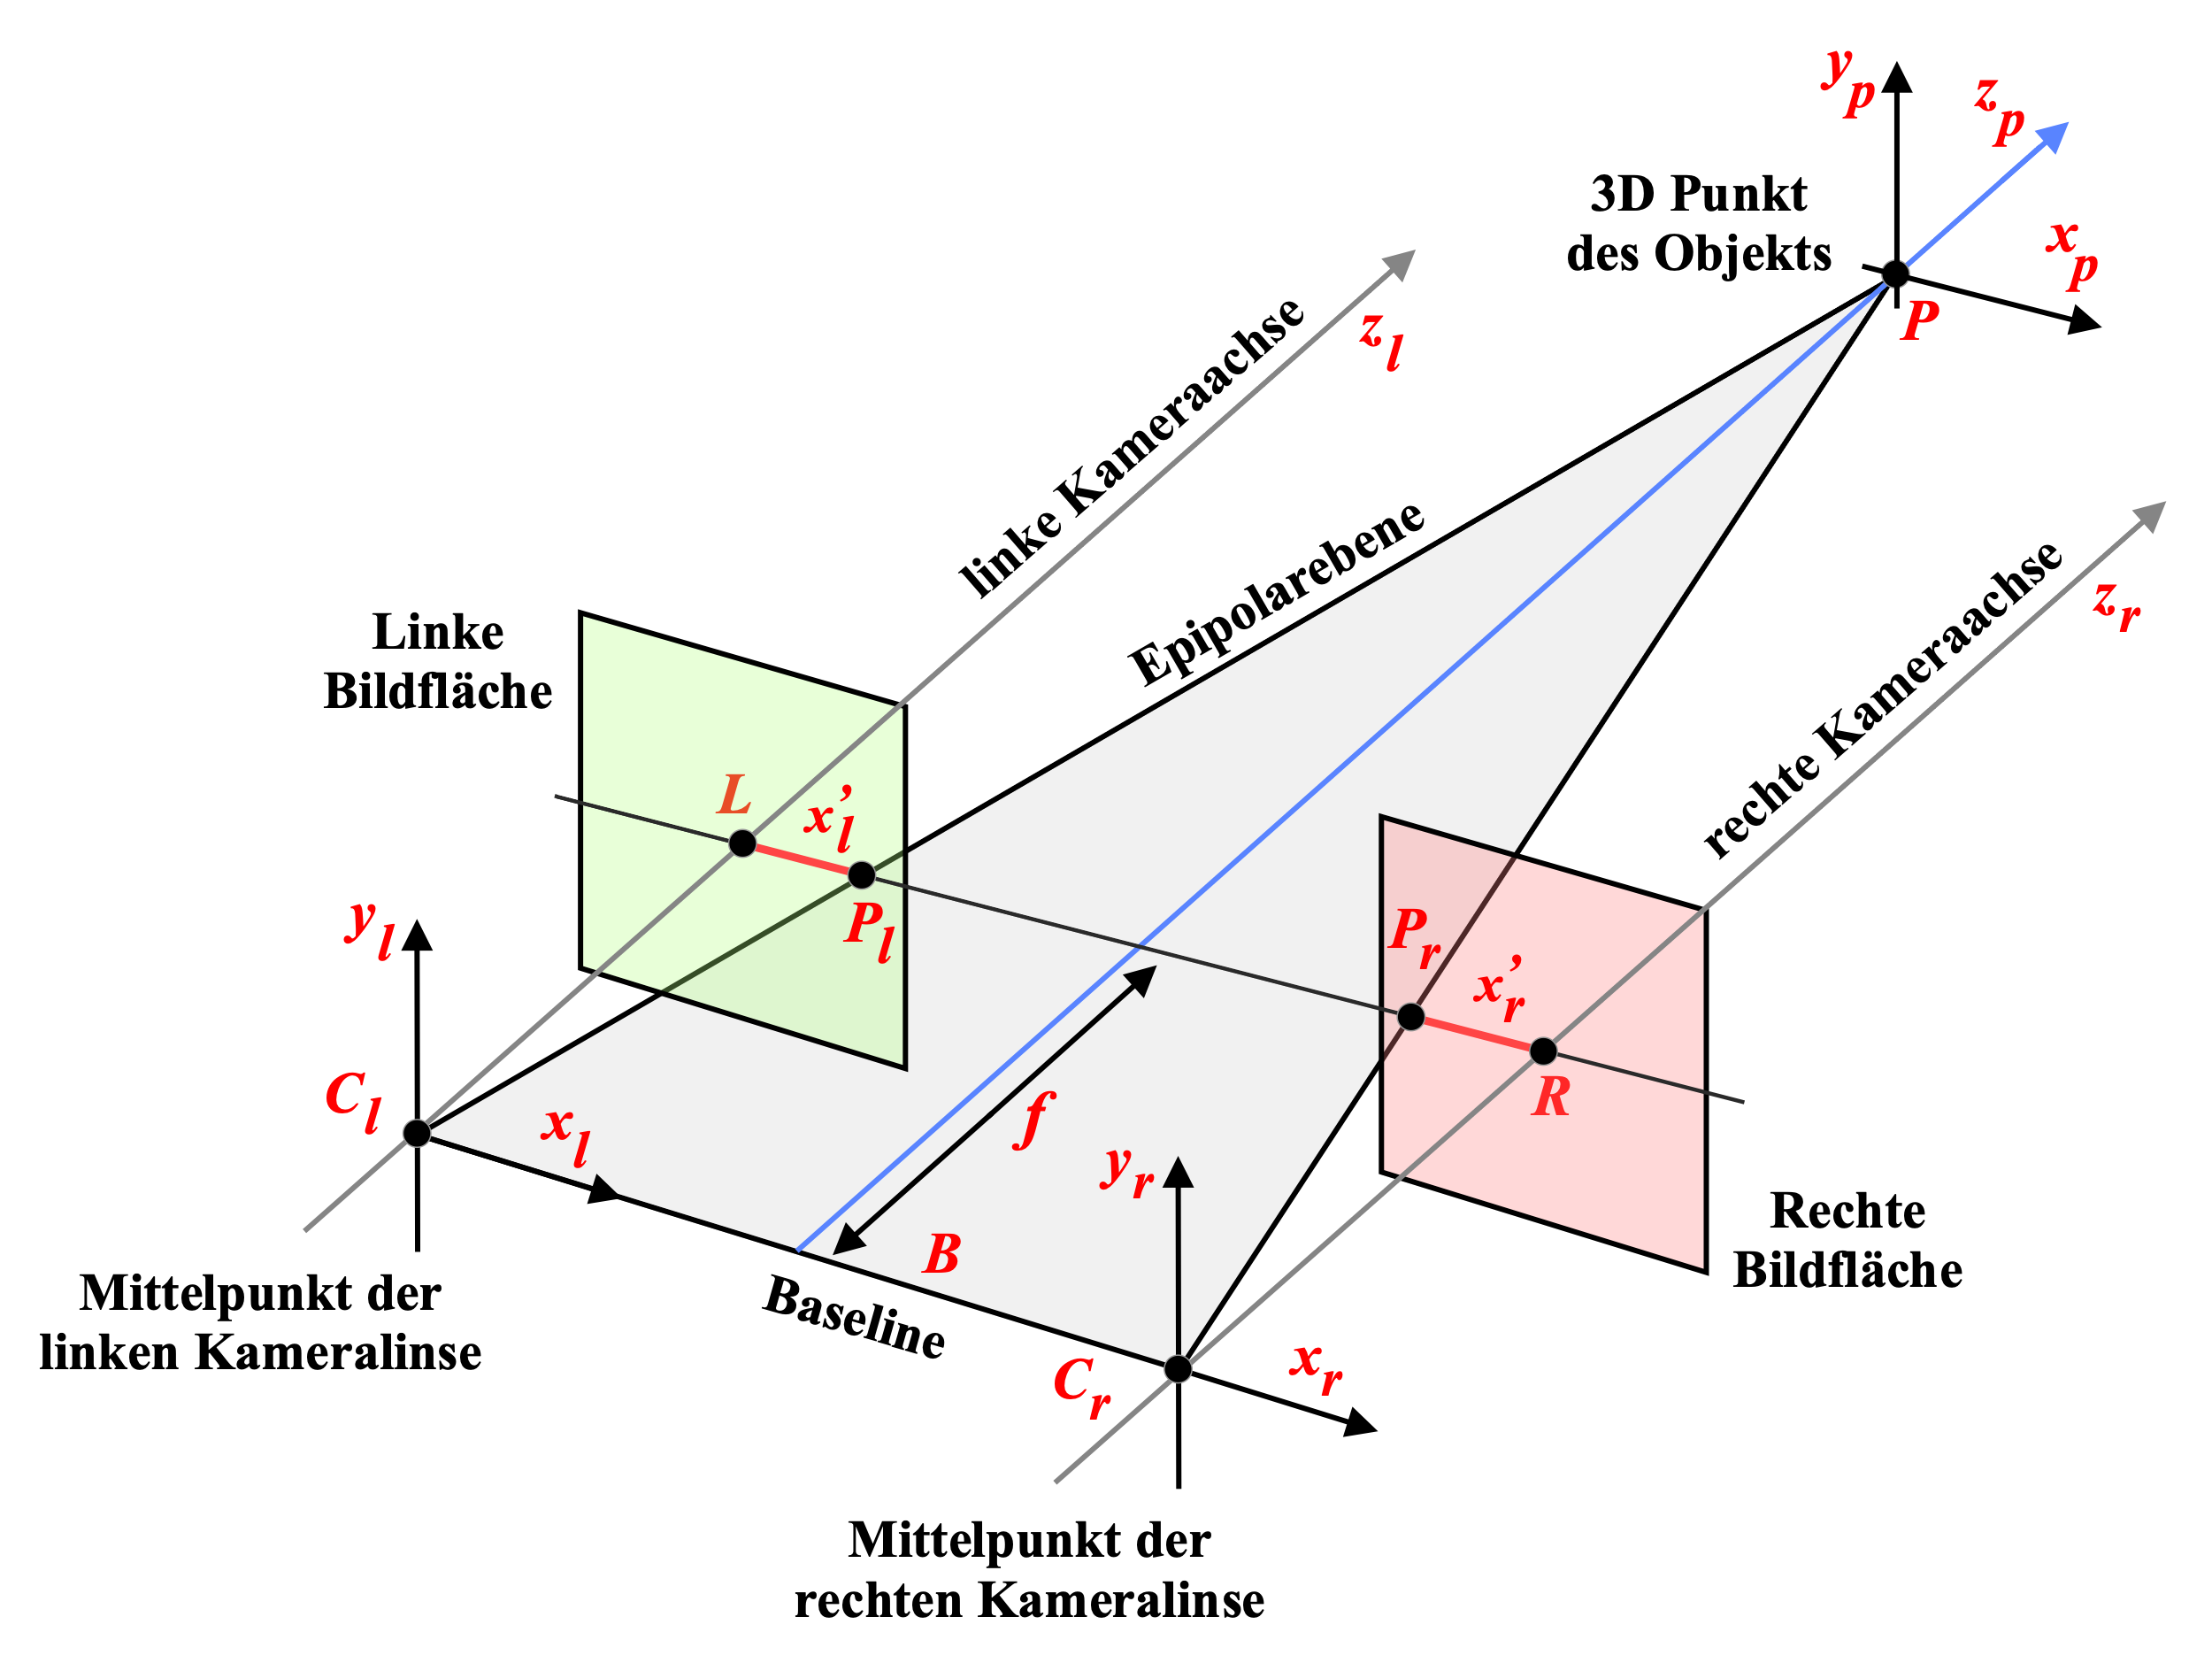 y_p
z_p
3D Punkt
des Objekts
x_p
P
linke Kameraachse
z_l
Epipolarebene
rechte Kameraachse
z_r
Linke
Bildfläche
L
x'_l
P_l
P_r
x'_r
R
y_l
C_l
x_l
f
y_r
B
Baseline
C_r
x_r
Rechte
Bildfläche
Mittelpunkt der
linken Kameralinse
Mittelpunkt der
rechten Kameralinse